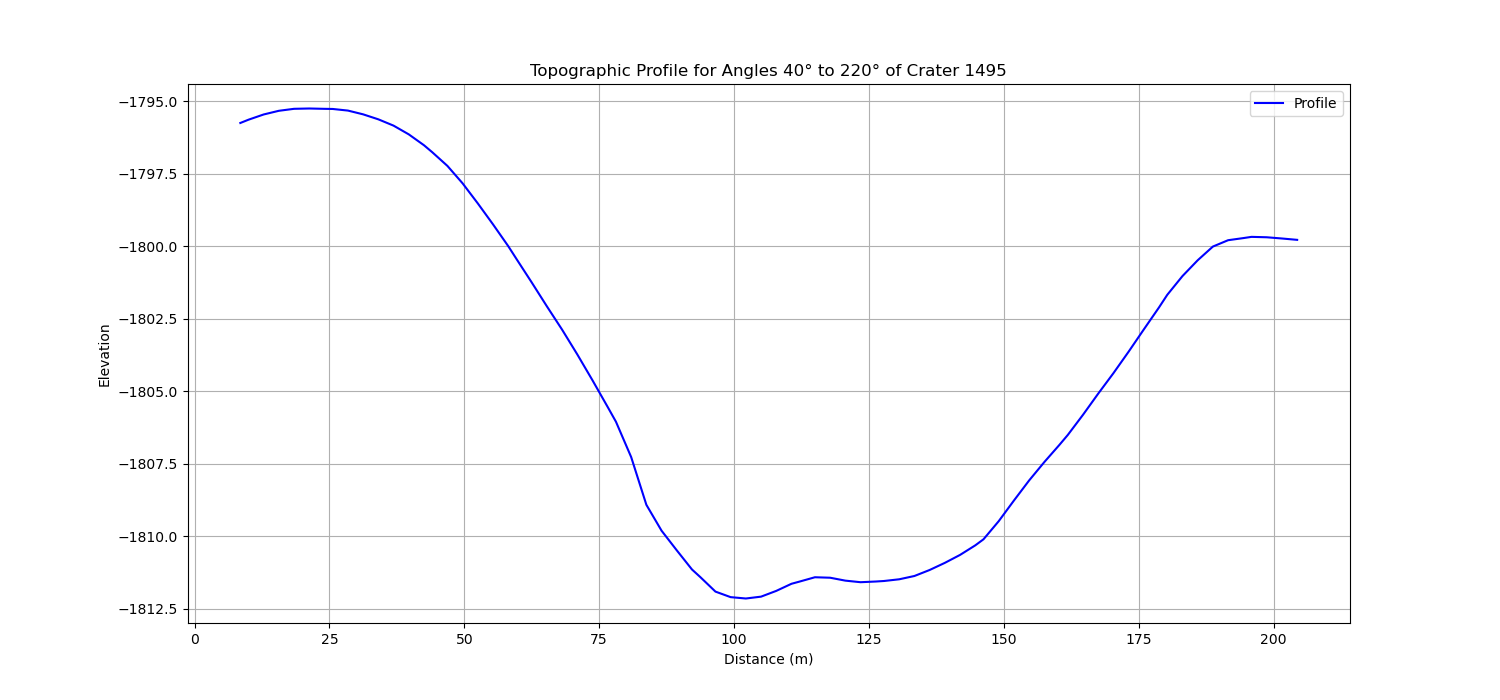 Topographic Profile for Angles 40° to 220° of Crater 1495
Profile
−1795.0
−1797.5
−1800.0
−1802.5
−1805.0
−1807.5
−1810.0
−1812.5
Elevation
0 25 50 75 100 125 150 175 200
Distance (m)